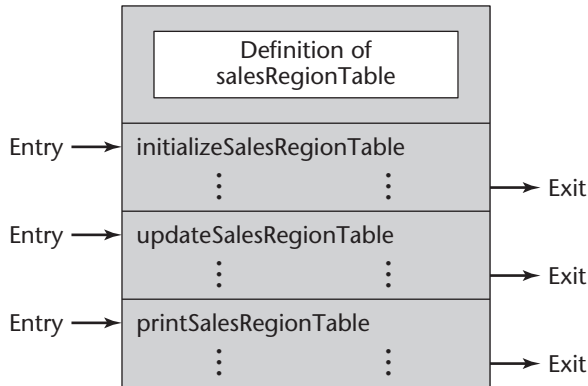 Definition of
salesRegionTable
Entry
initializeSalesRegionTable
Exit
Entry
updateSalesRegionTable
Exit
Entry
printSalesRegionTable
Exit